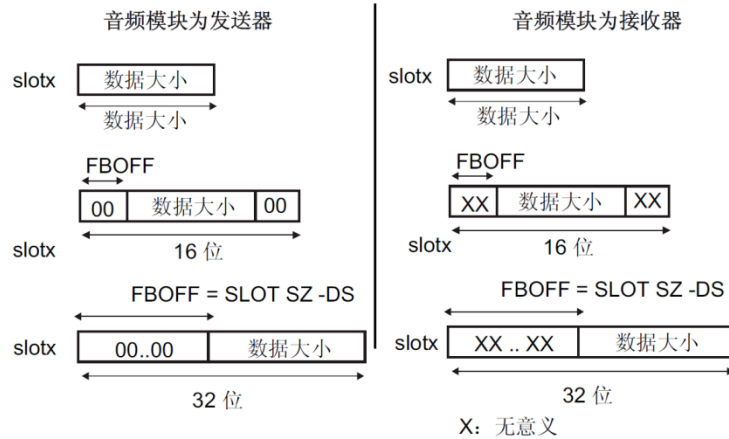 音频模块为发送器
slotx 数据大小
数据大小
FBOFF
00 数据大小 00
slotx 16 位
FBOFF = SLOT SZ -DS
slotx 00..00 数据大小
32 位
音频模块为接收器
slotx 数据大小
数据大小
FBOFF
XX 数据大小 XX
slotx 16 位
FBOFF = SLOT SZ -DS
slotx XX .. XX 数据大小
32 位
X：无意义